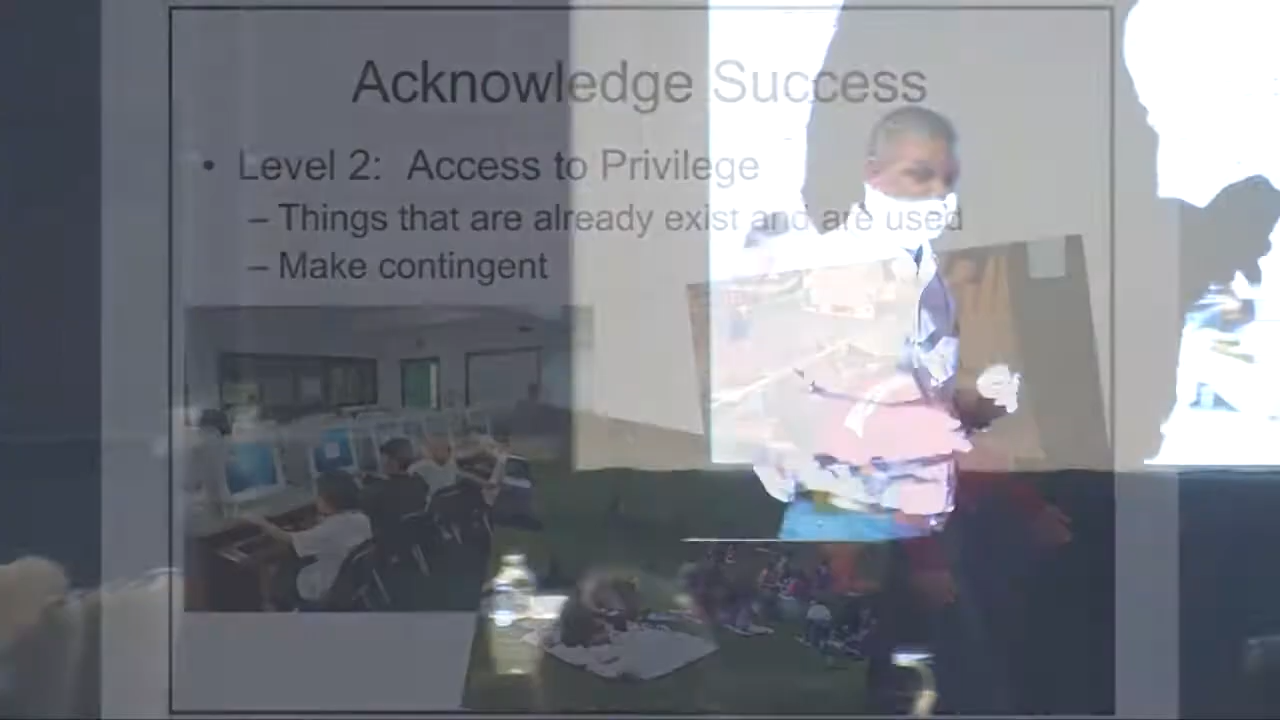 Acknowledge Success
• Level 2: Access to Privilege
– Things that are already exist and are used
– Make contingent